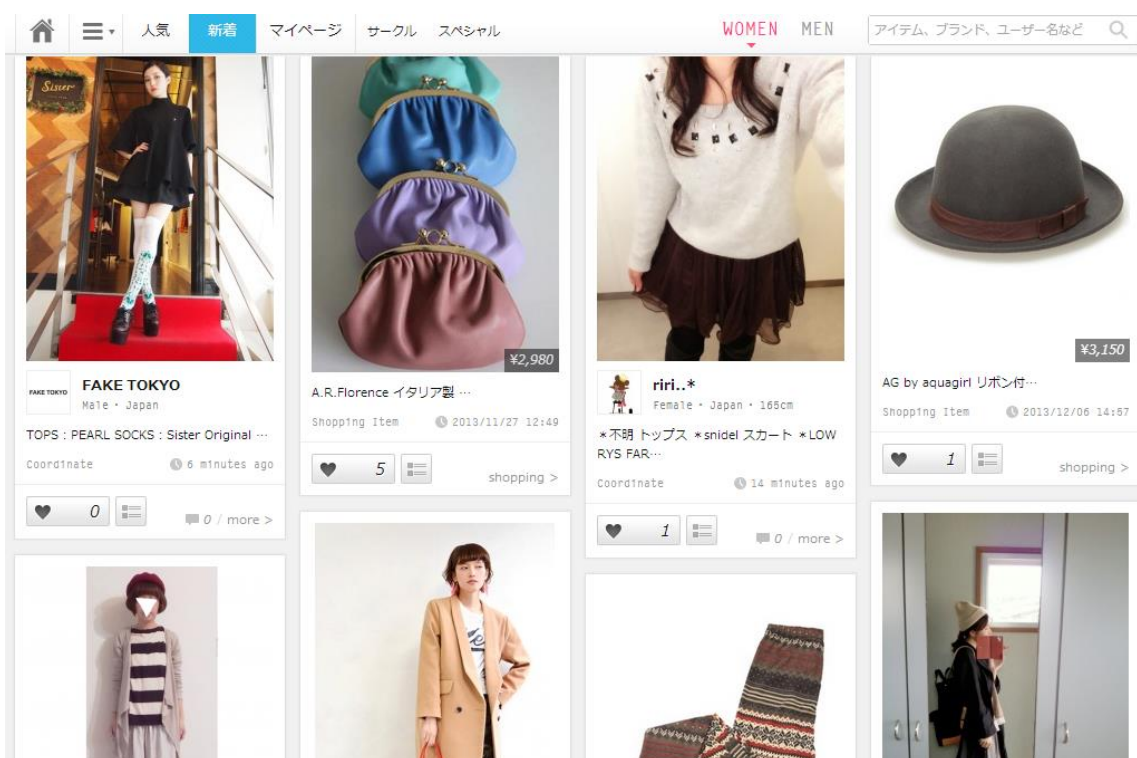 人気
新着
マイページ
サークル
スペシャル
WOMEN
MEN
アイテム、ブランド、ユーザー名など
Sister
FAKE TOKYO
FAKE TOKYO
Male・Japan
TOPS : PEARL SOCKS : Sister Original …
Coordinate
6 minutes ago
0
0 / more >
¥2,980
A.R.Florence イタリア製 …
Shopping Item
2013/11/27 12:49
5
shopping >
riri..*
Female・Japan・165cm
*不明 トップス *snidel スカート *LOW
RYS FAR…
Coordinate
14 minutes ago
1
0 / more >
¥3,150
AG by aquagirl リボン付…
Shopping Item
2013/12/06 14:57
1
shopping >